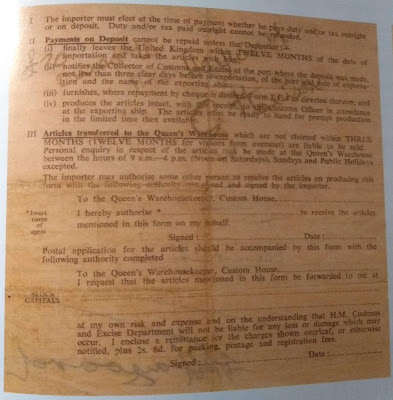 I The importer must elect at the time of payment whether he pays duty and/or tax outright
or on deposit. Duty and/or tax paid outright cannot be refunded.
II Payments on Deposit cannot be repaid unless the Depositor :—
(i) finally leaves the United Kingdom within TWELVE MONTHS of the date of
importation and takes the articles with him;
(ii) notifies the Collector of Customs and Excise at the port where the deposit was made,
not less than three clear days before re-exportation, of the port and date of exporta-
tion and the name of the exporting ship;
(iii) furnishes, where repayment by cheque is desired Form as directed thereon; and
(iv) produces the articles intact, with this receipt to the Customs Officer in attendance
at the exporting ship. The articles must be ready to hand for prompt production
in the limited time then available.
III Articles transferred to the Queen's Warehouse which are not claimed within THREE
MONTHS (TWELVE MONTHS for visitors from overseas) are liable to be sold.
Personal enquiry in respect of the articles may be made at the Queen's Warehouse
between the hours of 9 a.m.—4 p.m. (Noon on Saturdays), Sundays and Public Holidays
excepted.
The importer may authorise some other person to receive the articles on producing this
form with the following authority completed and signed by the importer.
To the Queen's Warehousekeeper, Custom House,
*Insert
name
of
agent
I hereby authorise * to receive the articles
mentioned in this form on my behalf.
Signed : Date :
Postal application for the articles should be accompanied by this form with the
following authority completed
To the Queen's Warehousekeeper, Custom House,
I request that the articles mentioned in this form be forwarded to me at
BLOCK
CAPITALS
at my own risk and expense and on the understanding that H.M. Customs
and Excise Department will not be liable for any loss or damage which may
occur. I enclose a remittance for the charges shown overleaf, or otherwise
notified, plus 2s. 6d. for packing, postage and registration fees.
Signed : Date :